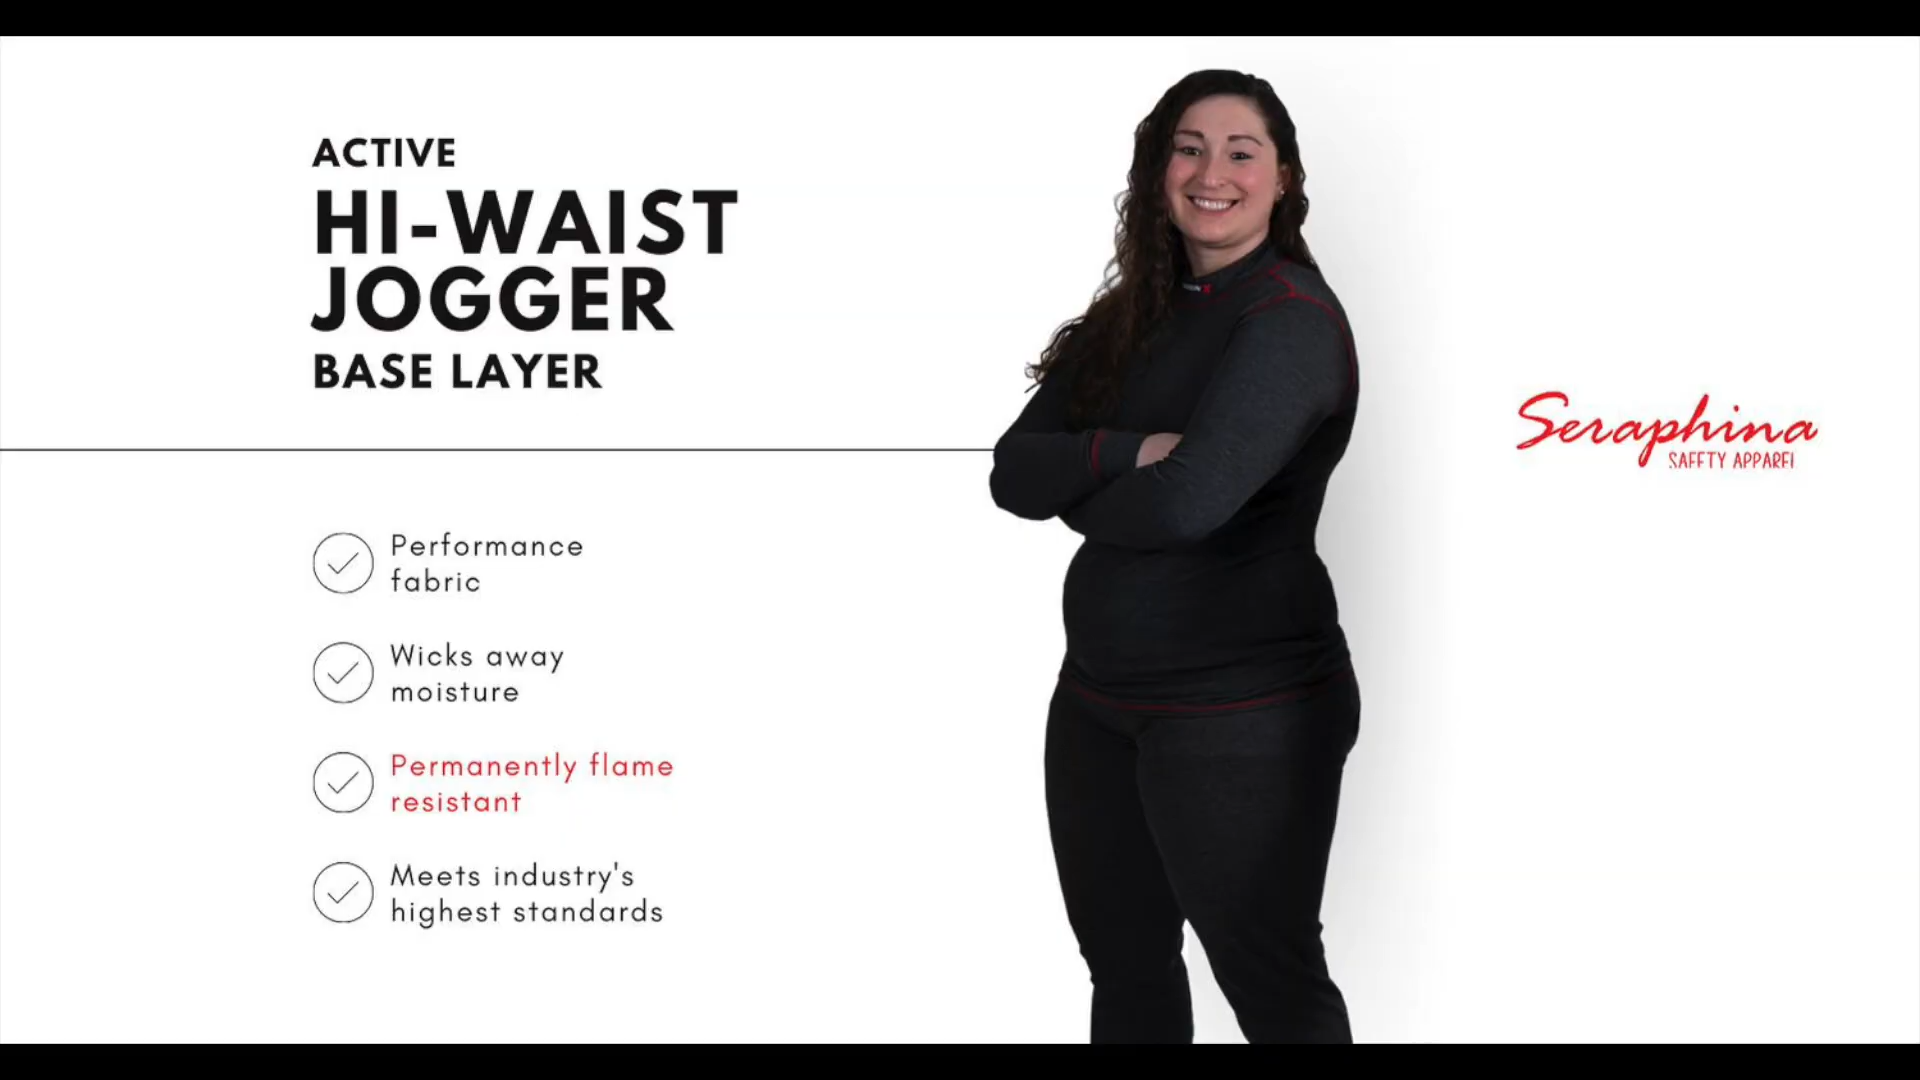 ACTIVE
HI-WAIST
JOGGER
BASE LAYER
Performance
fabric
Wicks away
moisture
Permanently flame
resistant
Meets industry's
highest standards
Seraphina
SAFETY APPAREL